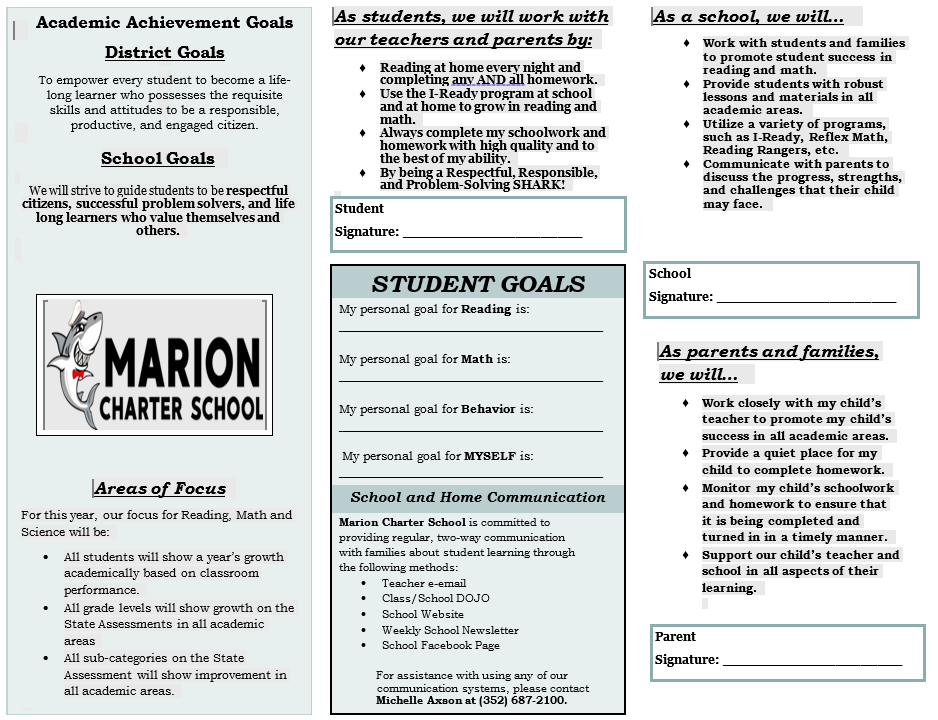 Academic Achievement Goals
District Goals
To empower every student to become a life-
long learner who possesses the requisite
skills and attitudes to be a responsible,
productive, and engaged citizen.
School Goals
We will strive to guide students to be respectful
citizens, successful problem solvers, and life
long learners who value themselves and
others.
MARION
CHARTER SCHOOL
Areas of Focus
For this year, our focus for Reading, Math and
Science will be:
• All students will show a year's growth
academically based on classroom
performance.
• All grade levels will show growth on the
State Assessments in all academic
areas
• All sub-categories on the State
Assessment will show improvement in
all academic areas.
As students, we will work with
our teachers and parents by:
♦ Reading at home every night and
completing any AND all homework.
♦ Use the I-Ready program at school
and at home to grow in reading and
math.
♦ Always complete my schoolwork and
homework with high quality and to
the best of my ability.
♦ By being a Respectful, Responsible,
and Problem-Solving SHARK!
Student
Signature: ___________________________
STUDENT GOALS
My personal goal for Reading is:
My personal goal for Math is:
My personal goal for Behavior is:
My personal goal for MYSELF is:
School and Home Communication
Marion Charter School is committed to
providing regular, two-way communication
with families about student learning through
the following methods:
• Teacher e-mail
• Class/School DOJO
• School Website
• Weekly School Newsletter
• School Facebook Page
For assistance with using any of our
communication systems, please contact
Michelle Axson at (352) 687-2100.
As a school, we will...
♦ Work with students and families
to promote student success in
reading and math.
♦ Provide students with robust
lessons and materials in all
academic areas.
♦ Utilize a variety of programs,
such as I-Ready, Reflex Math,
Reading Rangers, etc.
♦ Communicate with parents to
discuss the progress, strengths,
and challenges that their child
may face.
School
Signature: ___________________________
As parents and families,
we will...
♦ Work closely with my child's
teacher to promote my child's
success in all academic areas.
♦ Provide a quiet place for my
child to complete homework.
♦ Monitor my child's schoolwork
and homework to ensure that
it is being completed and
turned in in a timely manner.
♦ Support our child's teacher and
school in all aspects of their
learning.
Parent
Signature: ___________________________